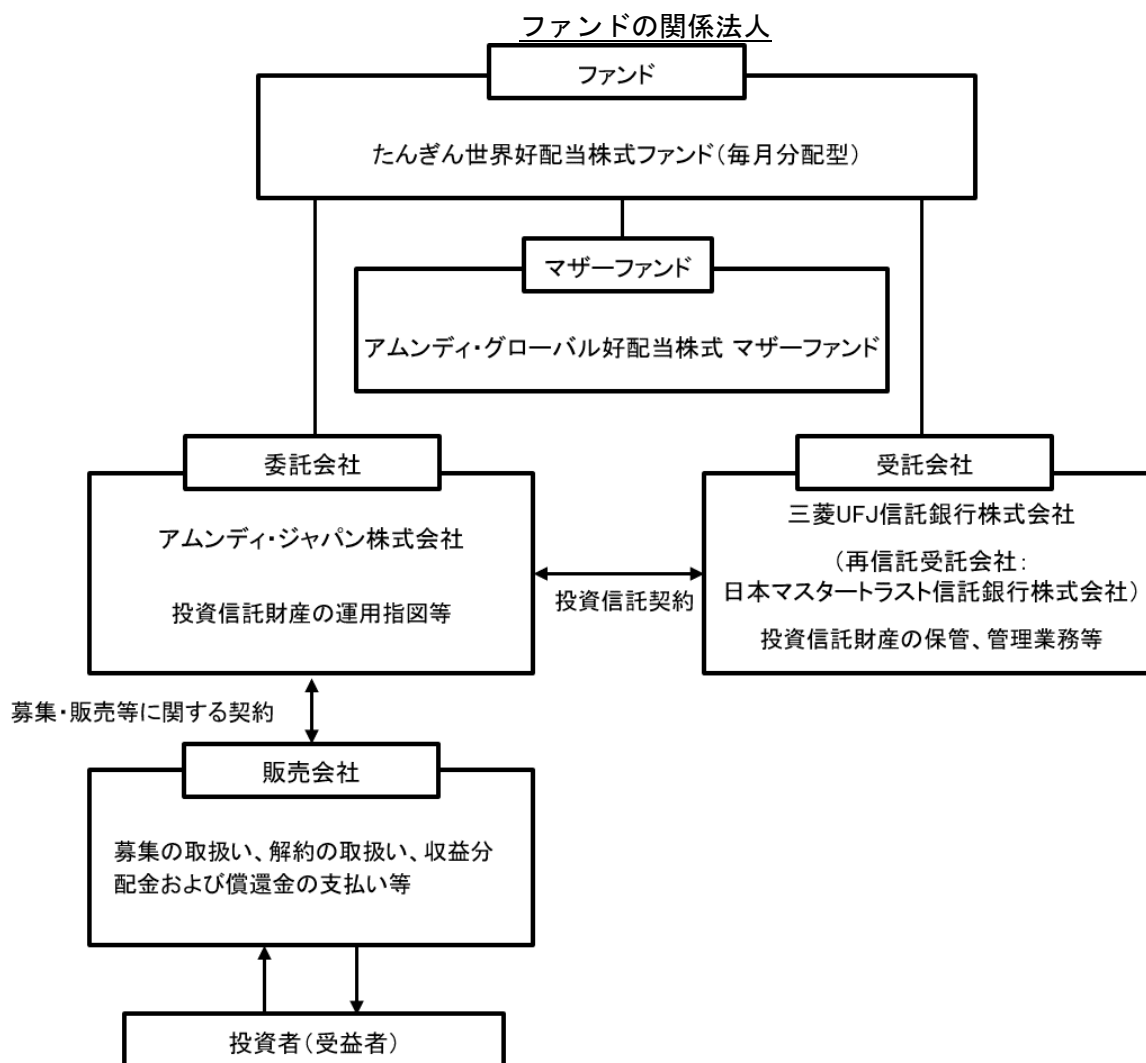 ファンドの関係法人
ファンド
たんぎん世界好配当株式ファンド(毎月分配型)
マザーファンド
アムンディ・グローバル好配当株式 マザーファンド
委託会社
アムンディ・ジャパン株式会社
投資信託財産の運用指図等
投資信託契約
受託会社
三菱UFJ信託銀行株式会社
(再信託受託会社:
日本マスタートラスト信託銀行株式会社)
投資信託財産の保管、管理業務等
募集・販売等に関する契約
販売会社
募集の取扱い、解約の取扱い、収益分
配金および償還金の支払い等
投資者(受益者)